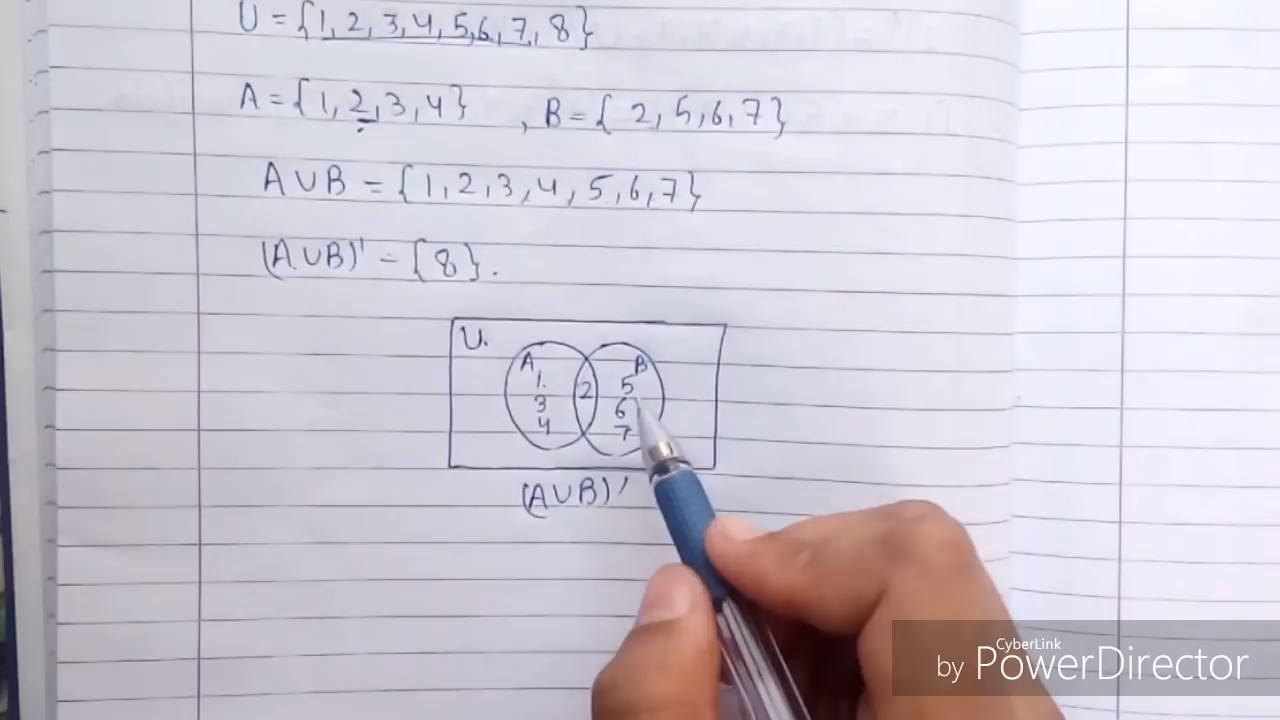 U = {1, 2, 3, 4, 5, 6, 7, 8}
A = {1, 2, 3, 4} , B = { 2, 5, 6, 7}
A ∪ B = {1, 2, 3, 4, 5, 6, 7}
(A ∪ B)' = {8}.
U.
A B
1. 2 5
3 6
4 7
(A ∪ B)'
CyberLink
by PowerDirector